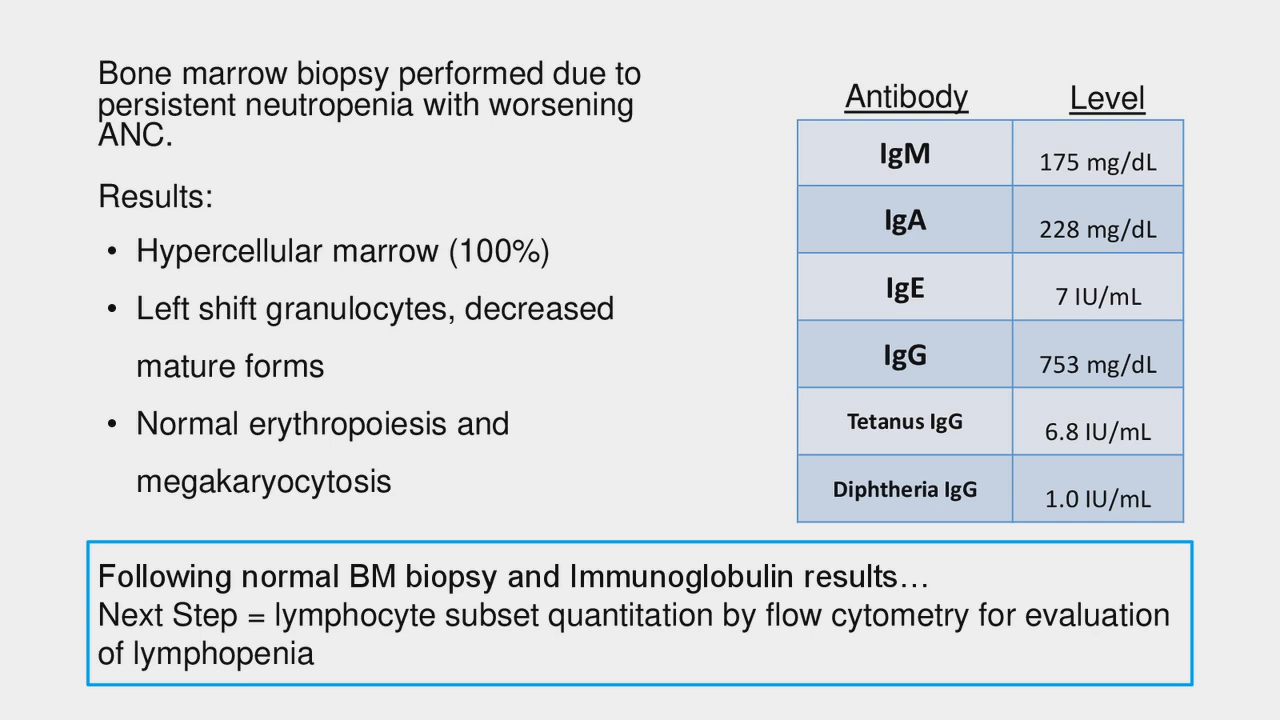 Bone marrow biopsy performed due to
persistent neutropenia with worsening
ANC.
Results:
• Hypercellular marrow (100%)
• Left shift granulocytes, decreased
mature forms
• Normal erythropoiesis and
megakaryocytosis
Antibody Level
IgM 175 mg/dL
IgA 228 mg/dL
IgE 7 IU/mL
IgG 753 mg/dL
Tetanus IgG 6.8 IU/mL
Diphtheria IgG 1.0 IU/mL
Following normal BM biopsy and Immunoglobulin results…
Next Step = lymphocyte subset quantitation by flow cytometry for evaluation
of lymphopenia